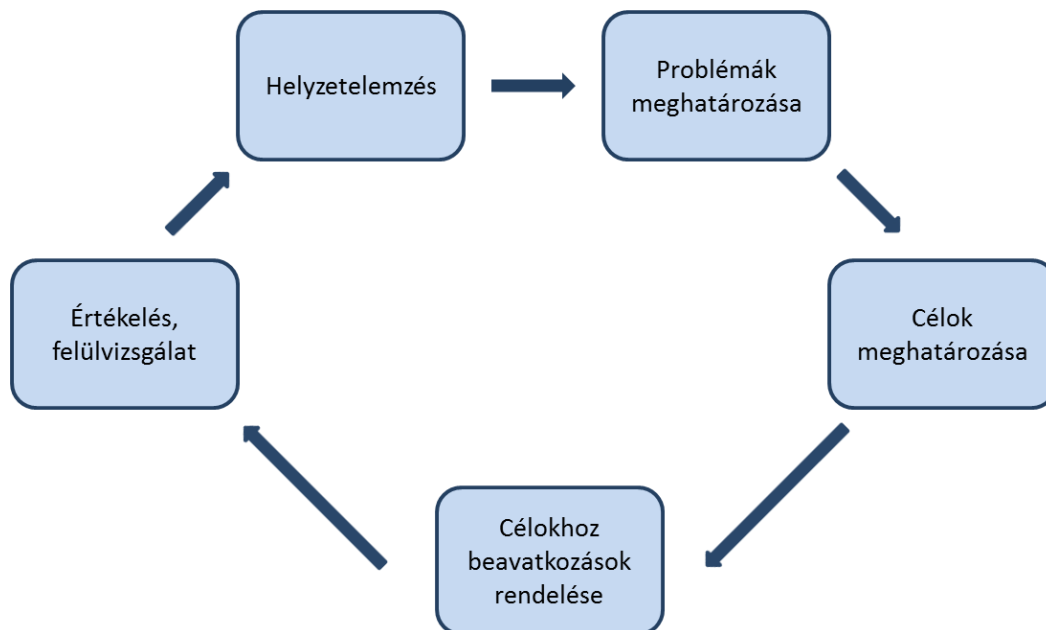 Helyzetelemzés
Problémák
meghatározása
Célok
meghatározása
Célokhoz
beavatkozások
rendelése
Értékelés,
felülvizsgálat